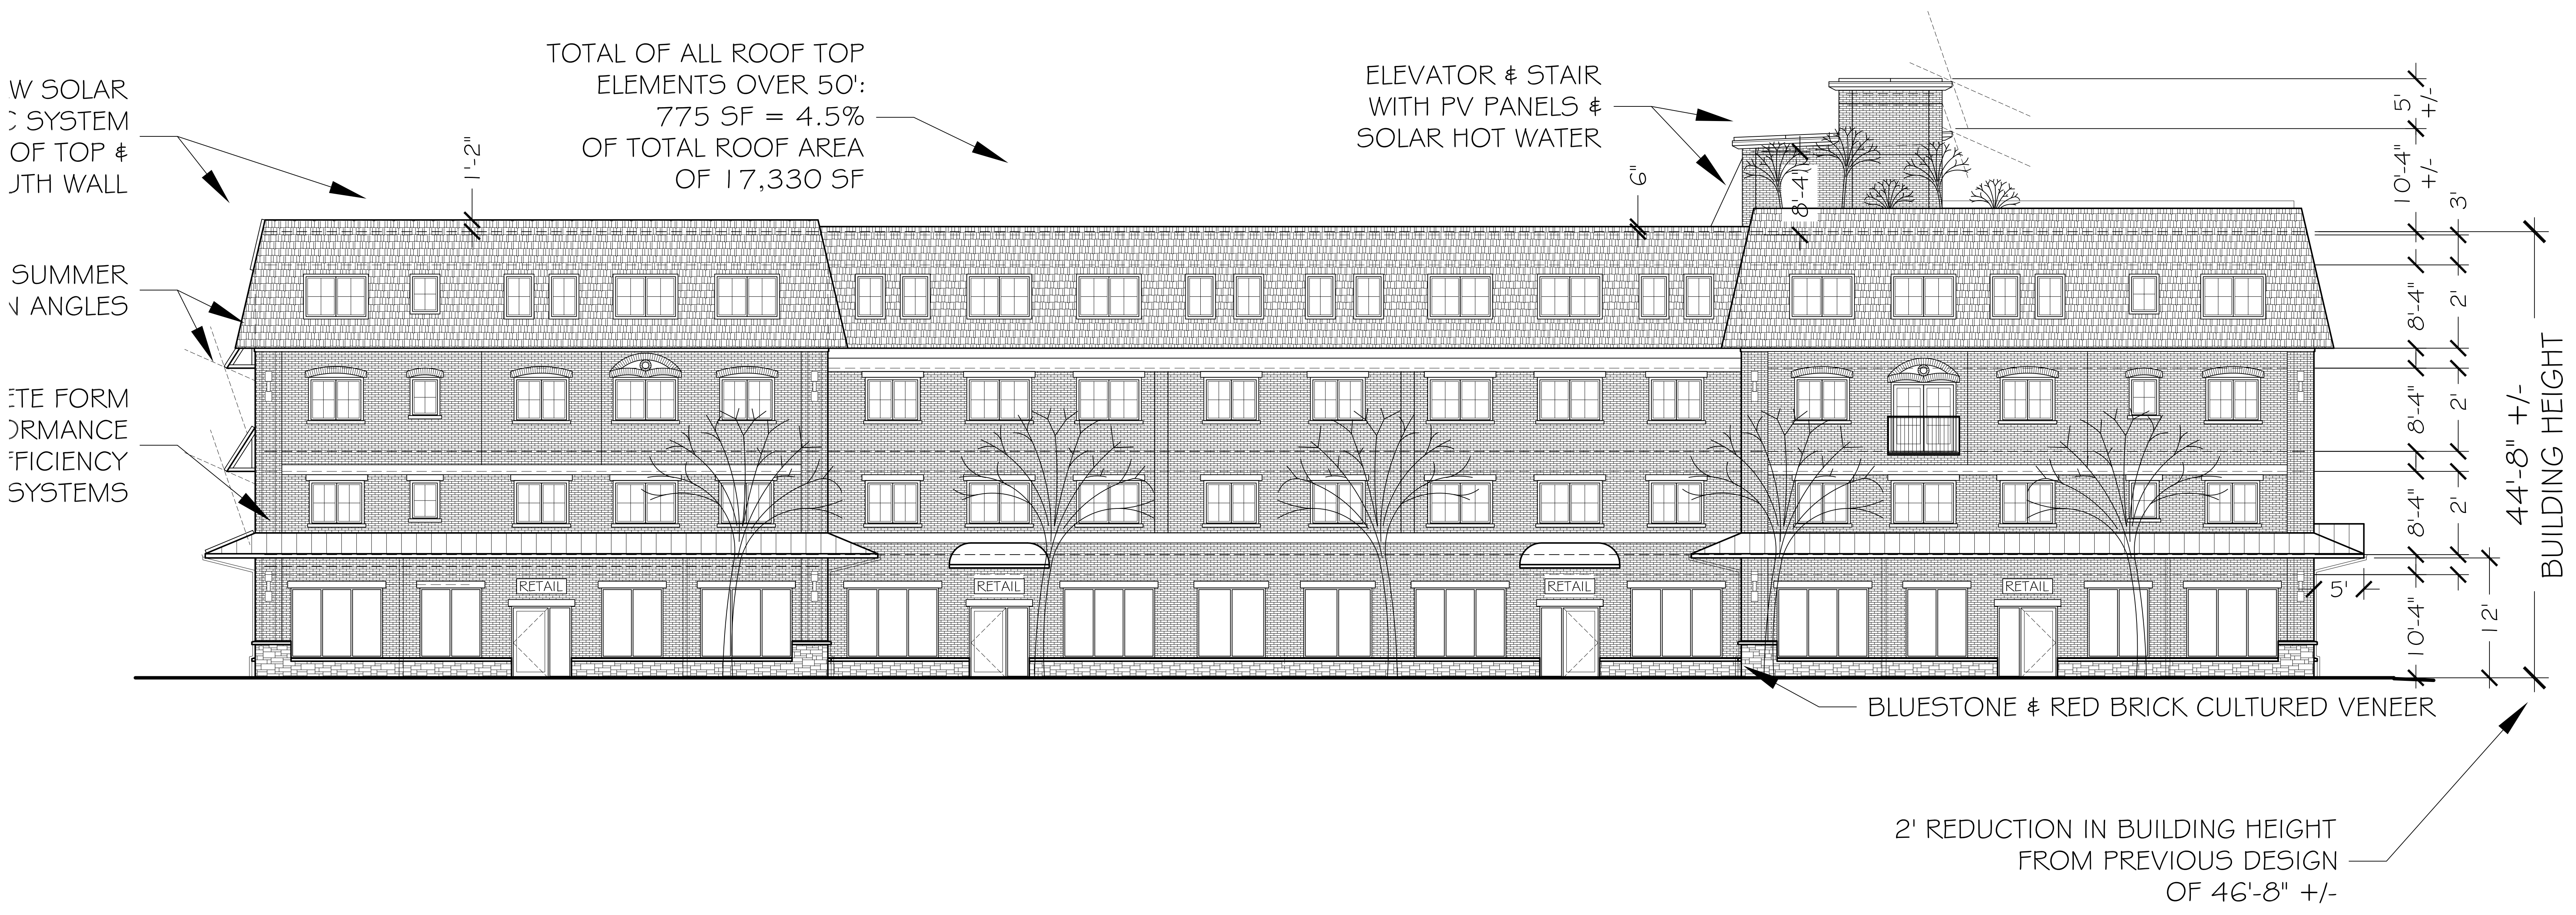 W SOLAR
C SYSTEM
OF TOP &
UTH WALL
SUMMER
N ANGLES
ETE FORM
ORMANCE
FFICIENCY
SYSTEMS
TOTAL OF ALL ROOF TOP
ELEMENTS OVER 50':
775 SF = 4.5%
OF TOTAL ROOF AREA
OF 17,330 SF
ELEVATOR & STAIR
WITH PV PANELS &
SOLAR HOT WATER
1'-2"
6"
8'-4"
5'
+/-
10'-4"
+/-
3'
8'-4"
2'
8'-4"
2'
8'-4"
2'
10'-4"
12'
5'
44'-8" +/-
BUILDING HEIGHT
RETAIL
RETAIL
RETAIL
RETAIL
BLUESTONE & RED BRICK CULTURED VENEER
2' REDUCTION IN BUILDING HEIGHT
FROM PREVIOUS DESIGN
OF 46'-8" +/-